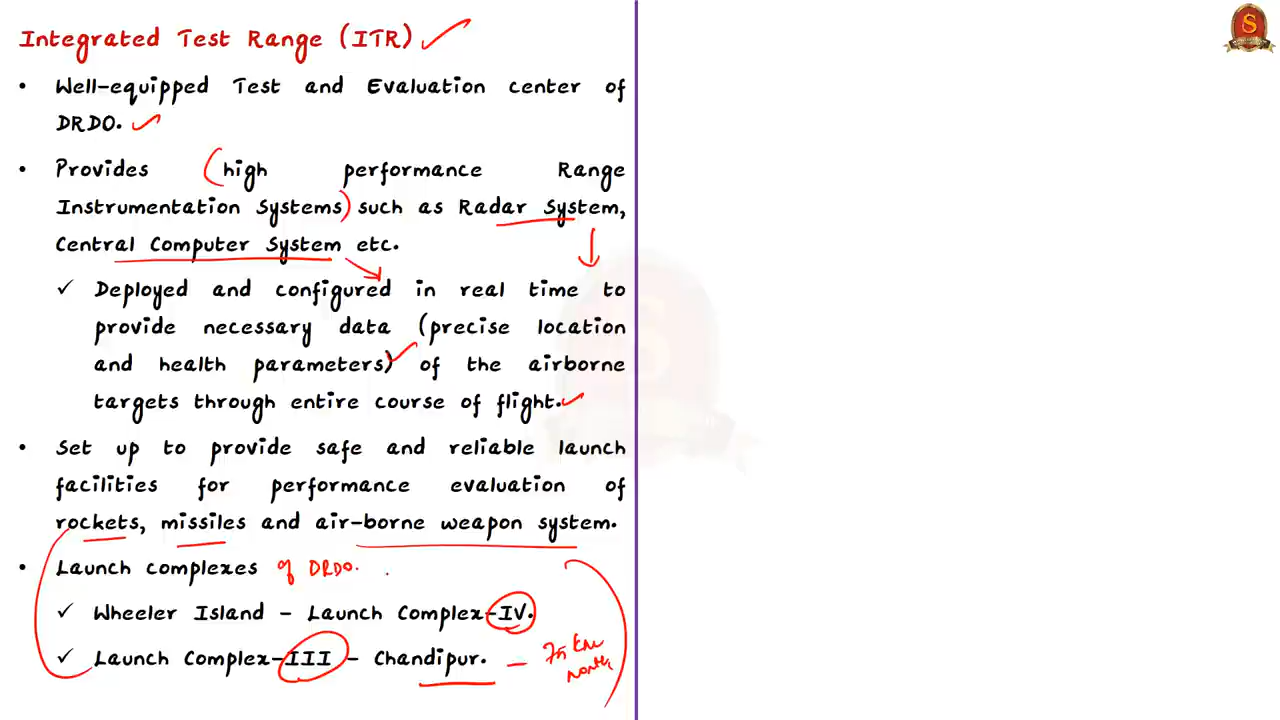 Integrated Test Range (ITR)
• Well-equipped Test and Evaluation center of
DRDO.
• Provides (high performance Range
Instrumentation Systems) such as Radar System,
Central Computer System etc.
✓ Deployed and configured in real time to
provide necessary data (precise location
and health parameters) of the airborne
targets through entire course of flight.
• Set up to provide safe and reliable launch
facilities for performance evaluation of
rockets, missiles and air-borne weapon system.
• Launch complexes of DRDO.
✓ Wheeler Island - Launch Complex-IV.
✓ Launch Complex-III - Chandipur. -
S
S